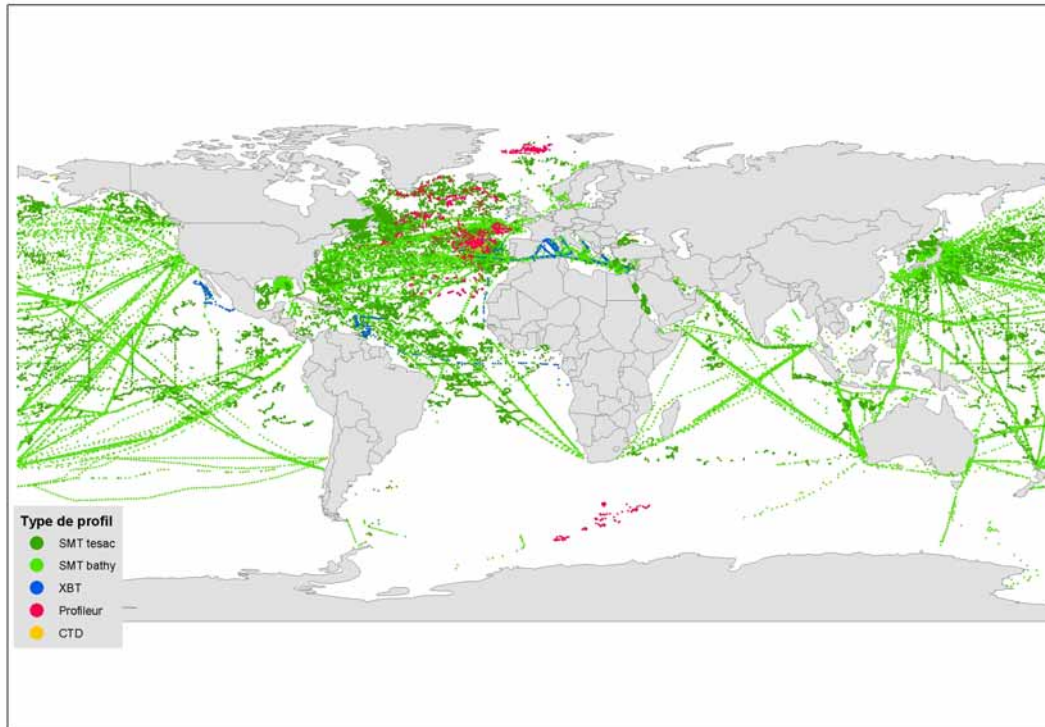 Type de profil
SMT tesac
SMT bathy
XBT
Profileur
CTD